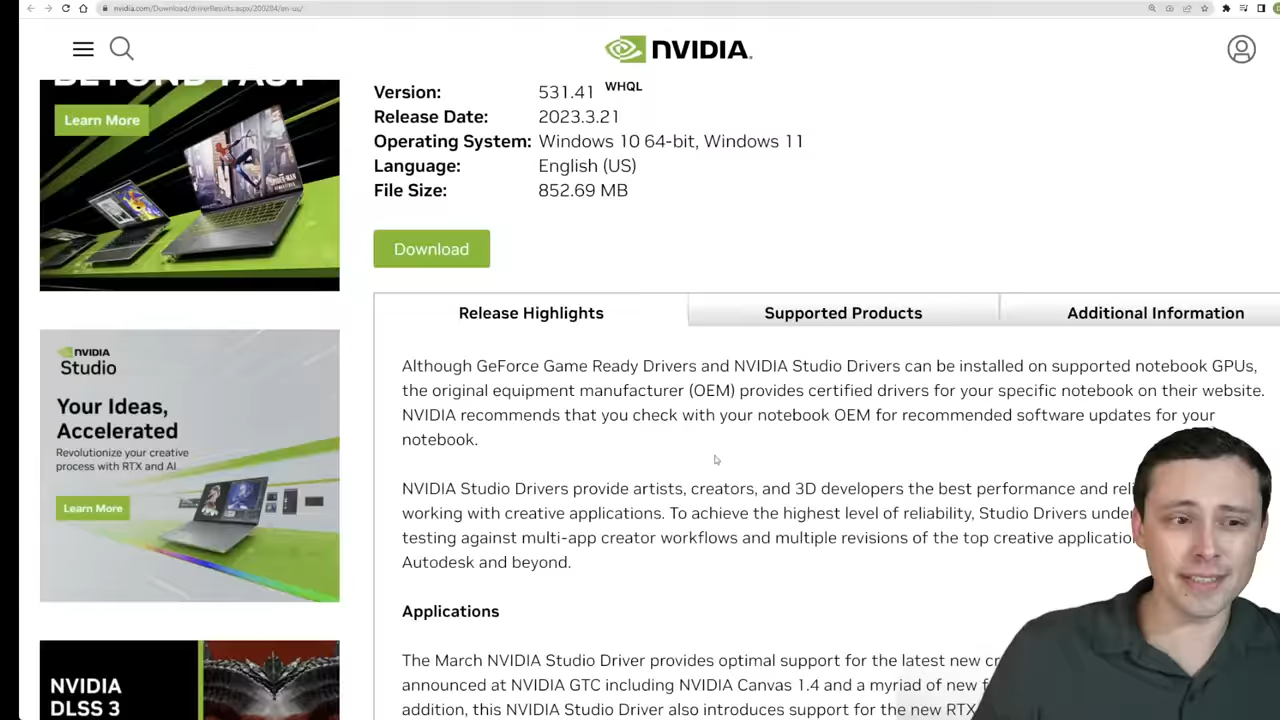 nvidia.com/Download/driverResults.aspx/200284/en-us/
NVIDIA.
Learn More
Version: 531.41 WHQL
Release Date: 2023.3.21
Operating System: Windows 10 64-bit, Windows 11
Language: English (US)
File Size: 852.69 MB
Download
Release Highlights
Supported Products
Additional Information
Although GeForce Game Ready Drivers and NVIDIA Studio Drivers can be installed on supported notebook GPUs,
the original equipment manufacturer (OEM) provides certified drivers for your specific notebook on their website.
NVIDIA recommends that you check with your notebook OEM for recommended software updates for your
notebook.
NVIDIA Studio Drivers provide artists, creators, and 3D developers the best performance and
working with creative applications. To achieve the highest level of reliability, Studio Drivers
testing against multi-app creator workflows and multiple revisions of the top creative
Autodesk and beyond.
Applications
The March NVIDIA Studio Driver provides optimal support for the latest new
announced at NVIDIA GTC including NVIDIA Canvas 1.4 and a myriad of new
addition, this NVIDIA Studio Driver also introduces support for the new RTX
NVIDIA
Studio
Your Ideas,
Accelerated
Revolutionize your creative
process with RTX and AI
Learn More
NVIDIA
DLSS 3